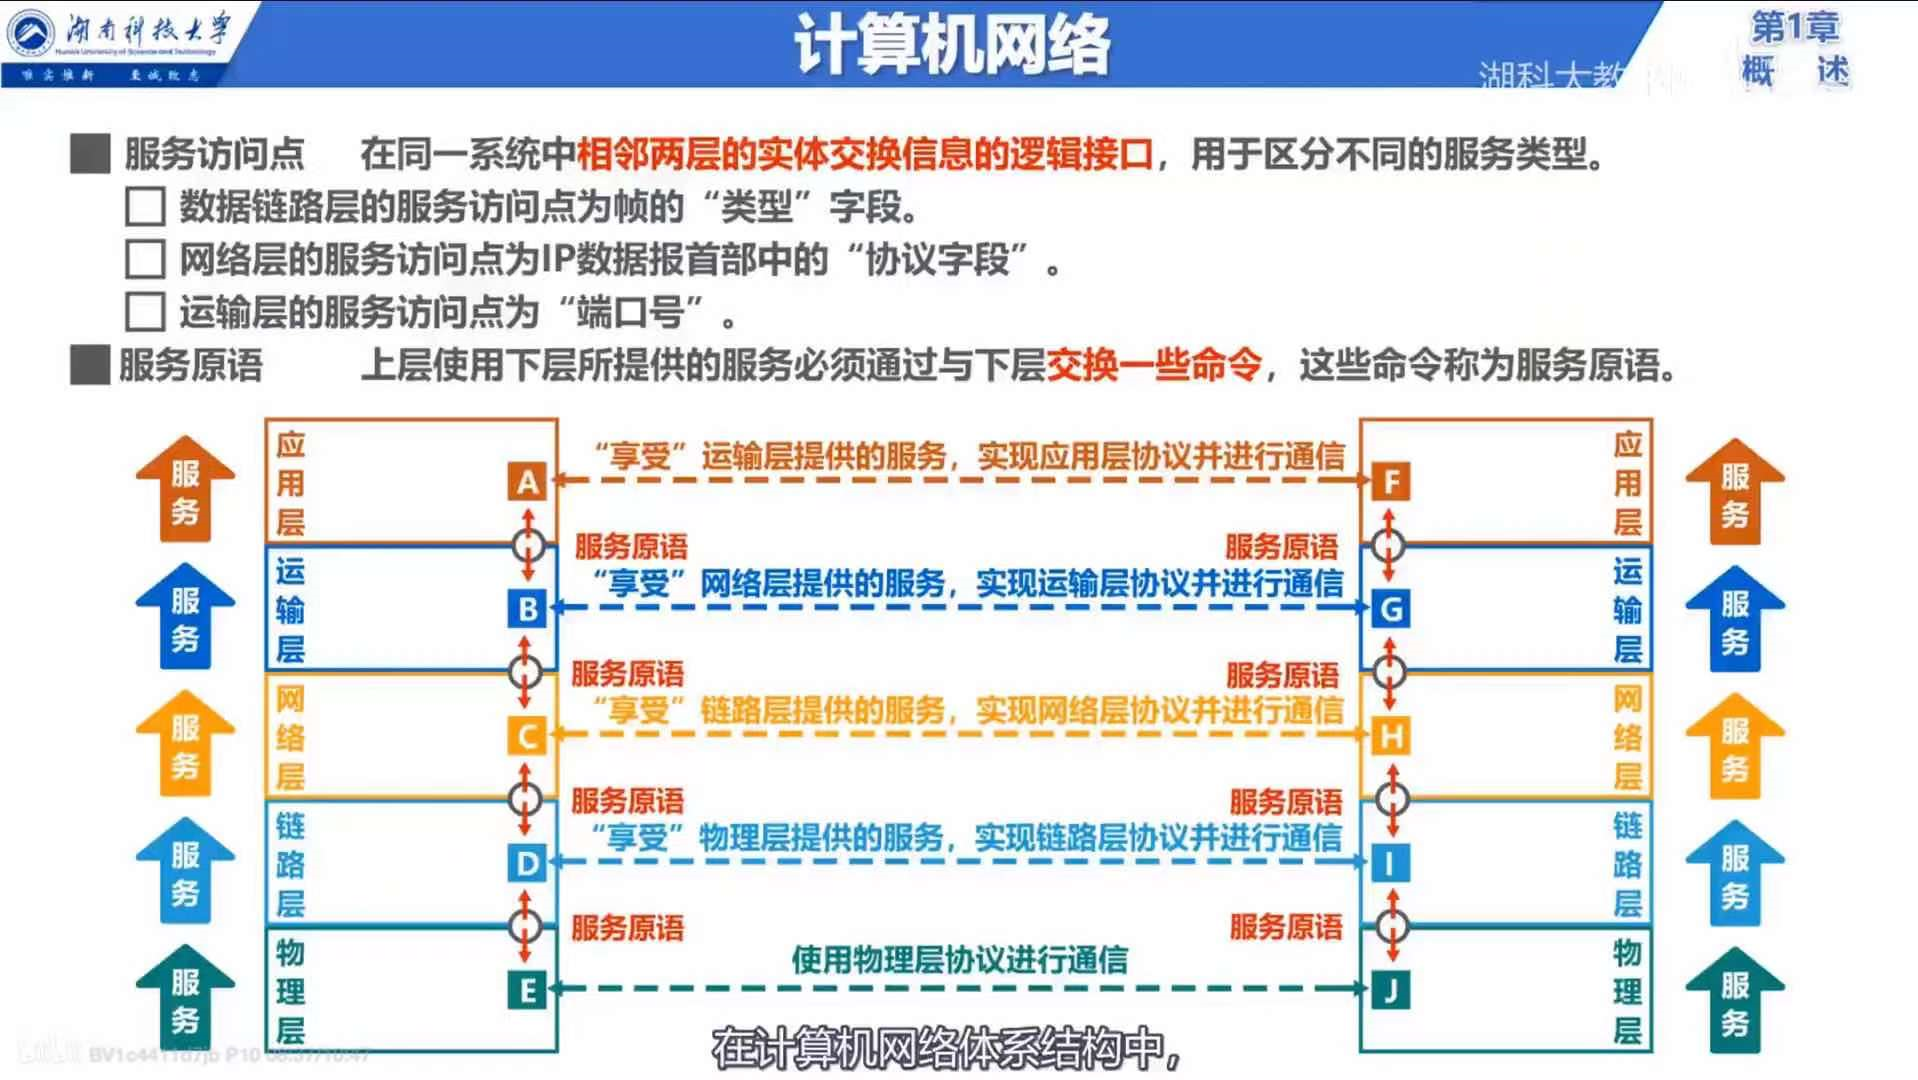 湖南科技大学
Hunan University of Science and Technology
唯实惟新 至诚致志
计算机网络
第1章
概 述
湖科大教
服务访问点 在同一系统中相邻两层的实体交换信息的逻辑接口，用于区分不同的服务类型。
数据链路层的服务访问点为帧的“类型”字段。
网络层的服务访问点为IP数据报首部中的“协议字段”。
运输层的服务访问点为“端口号”。
服务原语 上层使用下层所提供的服务必须通过与下层交换一些命令，这些命令称为服务原语。
服务 应用层 A “享受”运输层提供的服务，实现应用层协议并进行通信 F 应用层 服务
服务原语 服务原语
服务 运输层 B “享受”网络层提供的服务，实现运输层协议并进行通信 G 运输层 服务
服务原语 服务原语
服务 网络层 C “享受”链路层提供的服务，实现网络层协议并进行通信 H 网络层 服务
服务原语 服务原语
服务 链路层 D “享受”物理层提供的服务，实现链路层协议并进行通信 I 链路层 服务
服务原语 服务原语
服务 物理层 E 使用物理层协议进行通信 J 物理层 服务
在计算机网络体系结构中，